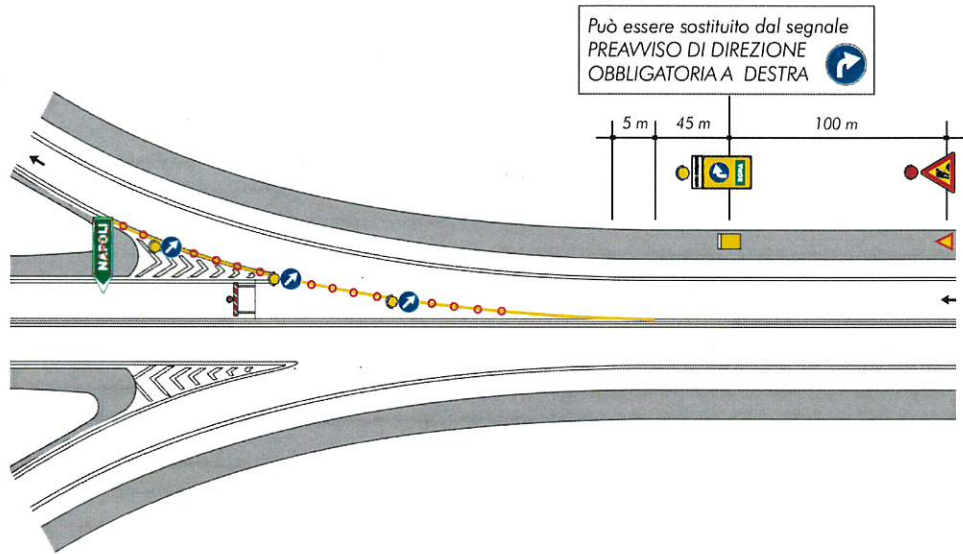 Può essere sostituito dal segnale
PREAVVISO DI DIREZIONE
OBBLIGATORIA A DESTRA
5 m
45 m
100 m
NAPOLI